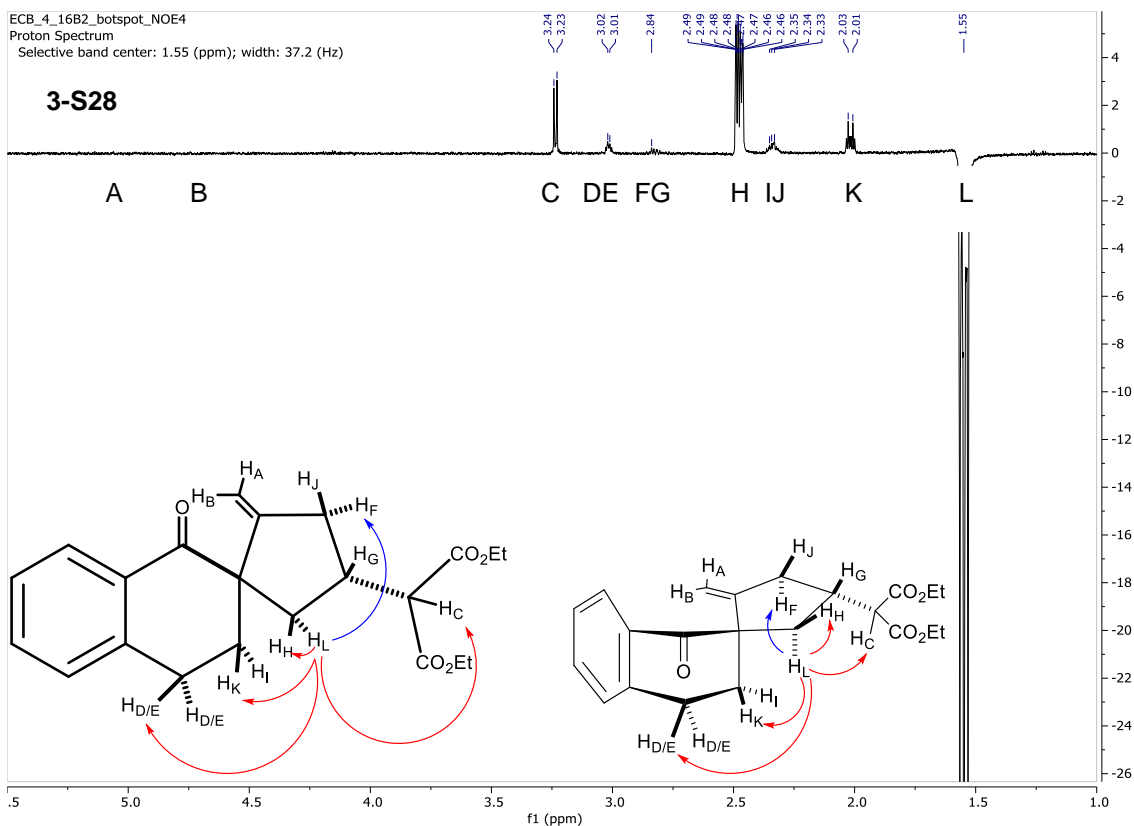 ECB_4_16B2_botspot_NOE4
Proton Spectrum
Selective band center: 1.55 (ppm); width: 37.2 (Hz)
3-S28
3.24
3.23
3.02
3.01
2.84
2.49
2.49
2.48
2.48
2.47
2.47
2.46
2.46
2.35
2.34
2.33
2.03
2.01
1.55
A B C DE FG H IJ K L
4
2
0
-2
-4
-6
-8
-10
-12
-14
-16
-18
-20
-22
-24
-26
HA
HB
HJ
HF
O
HG
CO2Et
HC
CO2Et
HH
HL
HI
HK
HD/E
HD/E
HJ
HA
HB
HG
HF
HH
CO2Et
CO2Et
HC
O
HL
HI
HK
HD/E
HD/E
.5 5.0 4.5 4.0 3.5 3.0 2.5 2.0 1.5 1.0
f1 (ppm)